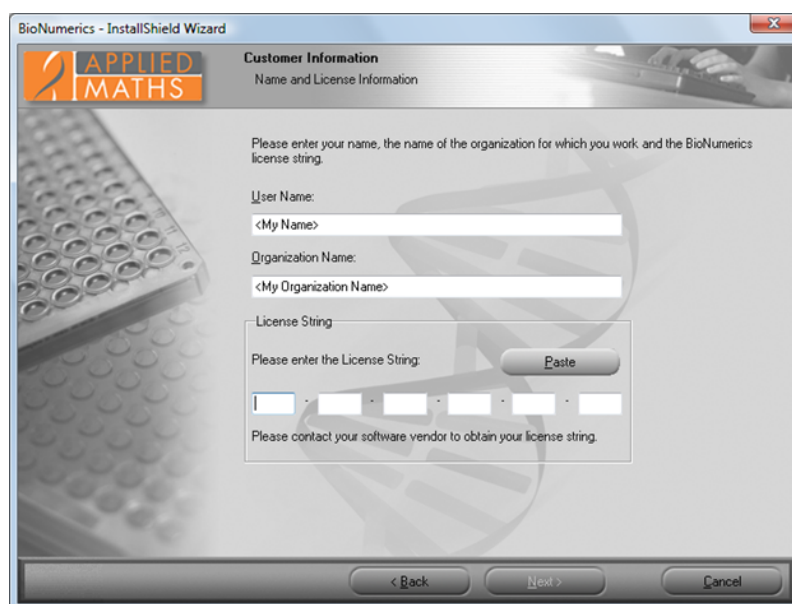 BioNumerics - InstallShield Wizard
APPLIED
MATHS
Customer Information
Name and License Information
Please enter your name, the name of the organization for which you work and the BioNumerics
license string.
User Name:
<My Name>
Organization Name:
<My Organization Name>
License String
Please enter the License String:
Paste
- - - - -
Please contact your software vendor to obtain your license string.
< Back
Next >
Cancel